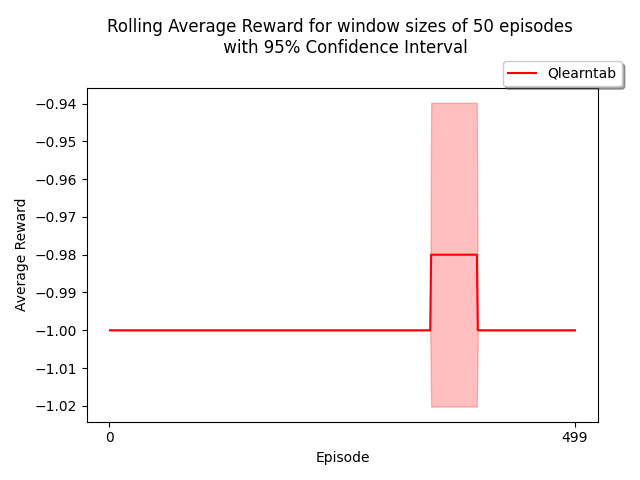 Rolling Average Reward for window sizes of 50 episodes
with 95% Confidence Interval
Qlearntab
−0.94
−0.95
−0.96
−0.97
−0.98
−0.99
−1.00
−1.01
−1.02
Average Reward
0
499
Episode